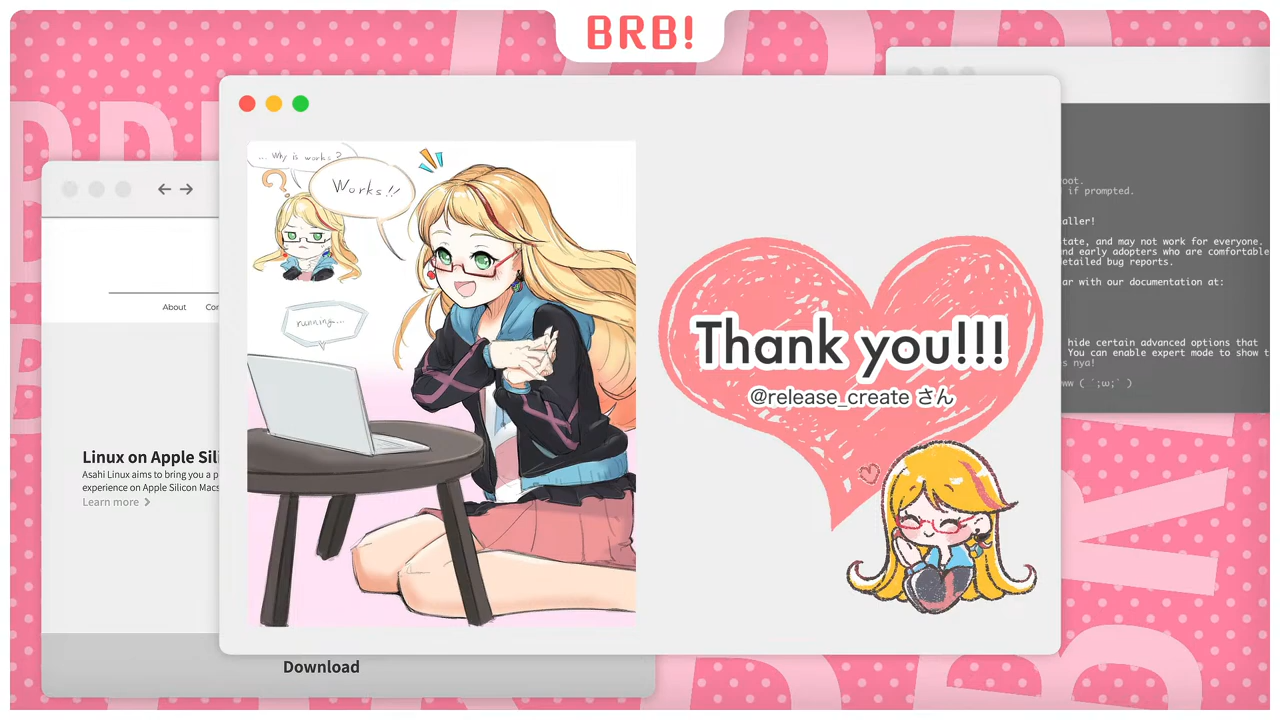 BRB!
... Why is works?
Works!!
running...
Thank you!!!
@release_create さん
About
Linux on Apple Sili
Asahi Linux aims to bring you a p
experience on Apple Silicon Macs
Learn more
Download
root.
if prompted.
aller!
tate, and may not work for everyone.
nd early adopters who are comfortable
etailed bug reports.
ar with our documentation at:
hide certain advanced options that
You can enable expert mode to show t
s nya!
ww ( ´;ω;` )